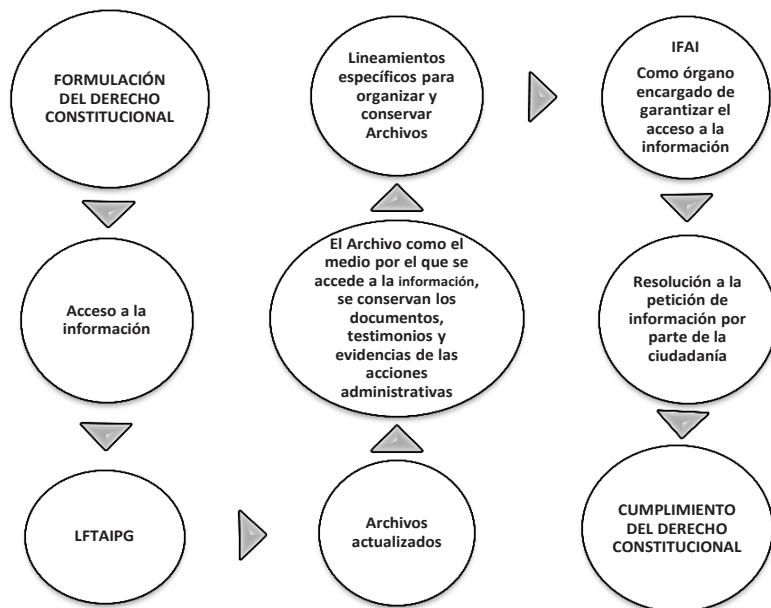 FORMULACIÓN
DEL DERECHO
CONSTITUCIONAL
Acceso a la
información
LFTAIPG
Archivos
actualizados
El Archivo como el
medio por el que se
accede a la información,
se conservan los
documentos,
testimonios y
evidencias de las
acciones
administrativas
Lineamientos
específicos para
organizar y
conservar
Archivos
IFAI
Como órgano
encargado de
garantizar el
acceso a la
información
Resolución a la
petición de
información por
parte de la
ciudadanía
CUMPLIMIENTO
DEL DERECHO
CONSTITUCIONAL